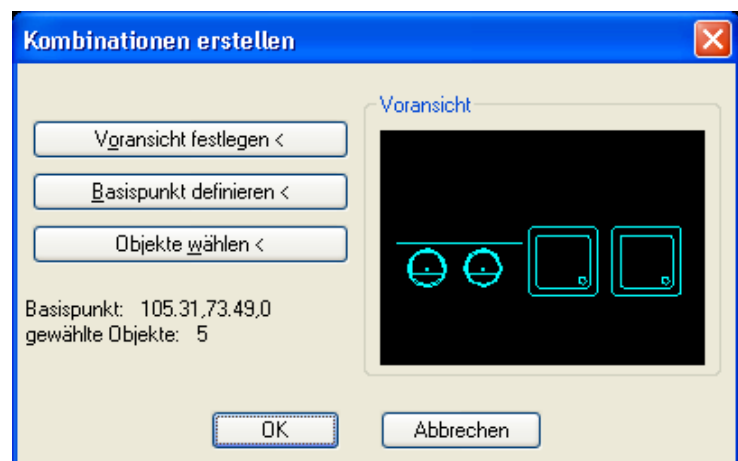 Kombinationen erstellen
Voransicht festlegen <
Basispunkt definieren <
Objekte wählen <
Basispunkt: 105.31,73.49,0
gewählte Objekte: 5
Voransicht
OK
Abbrechen